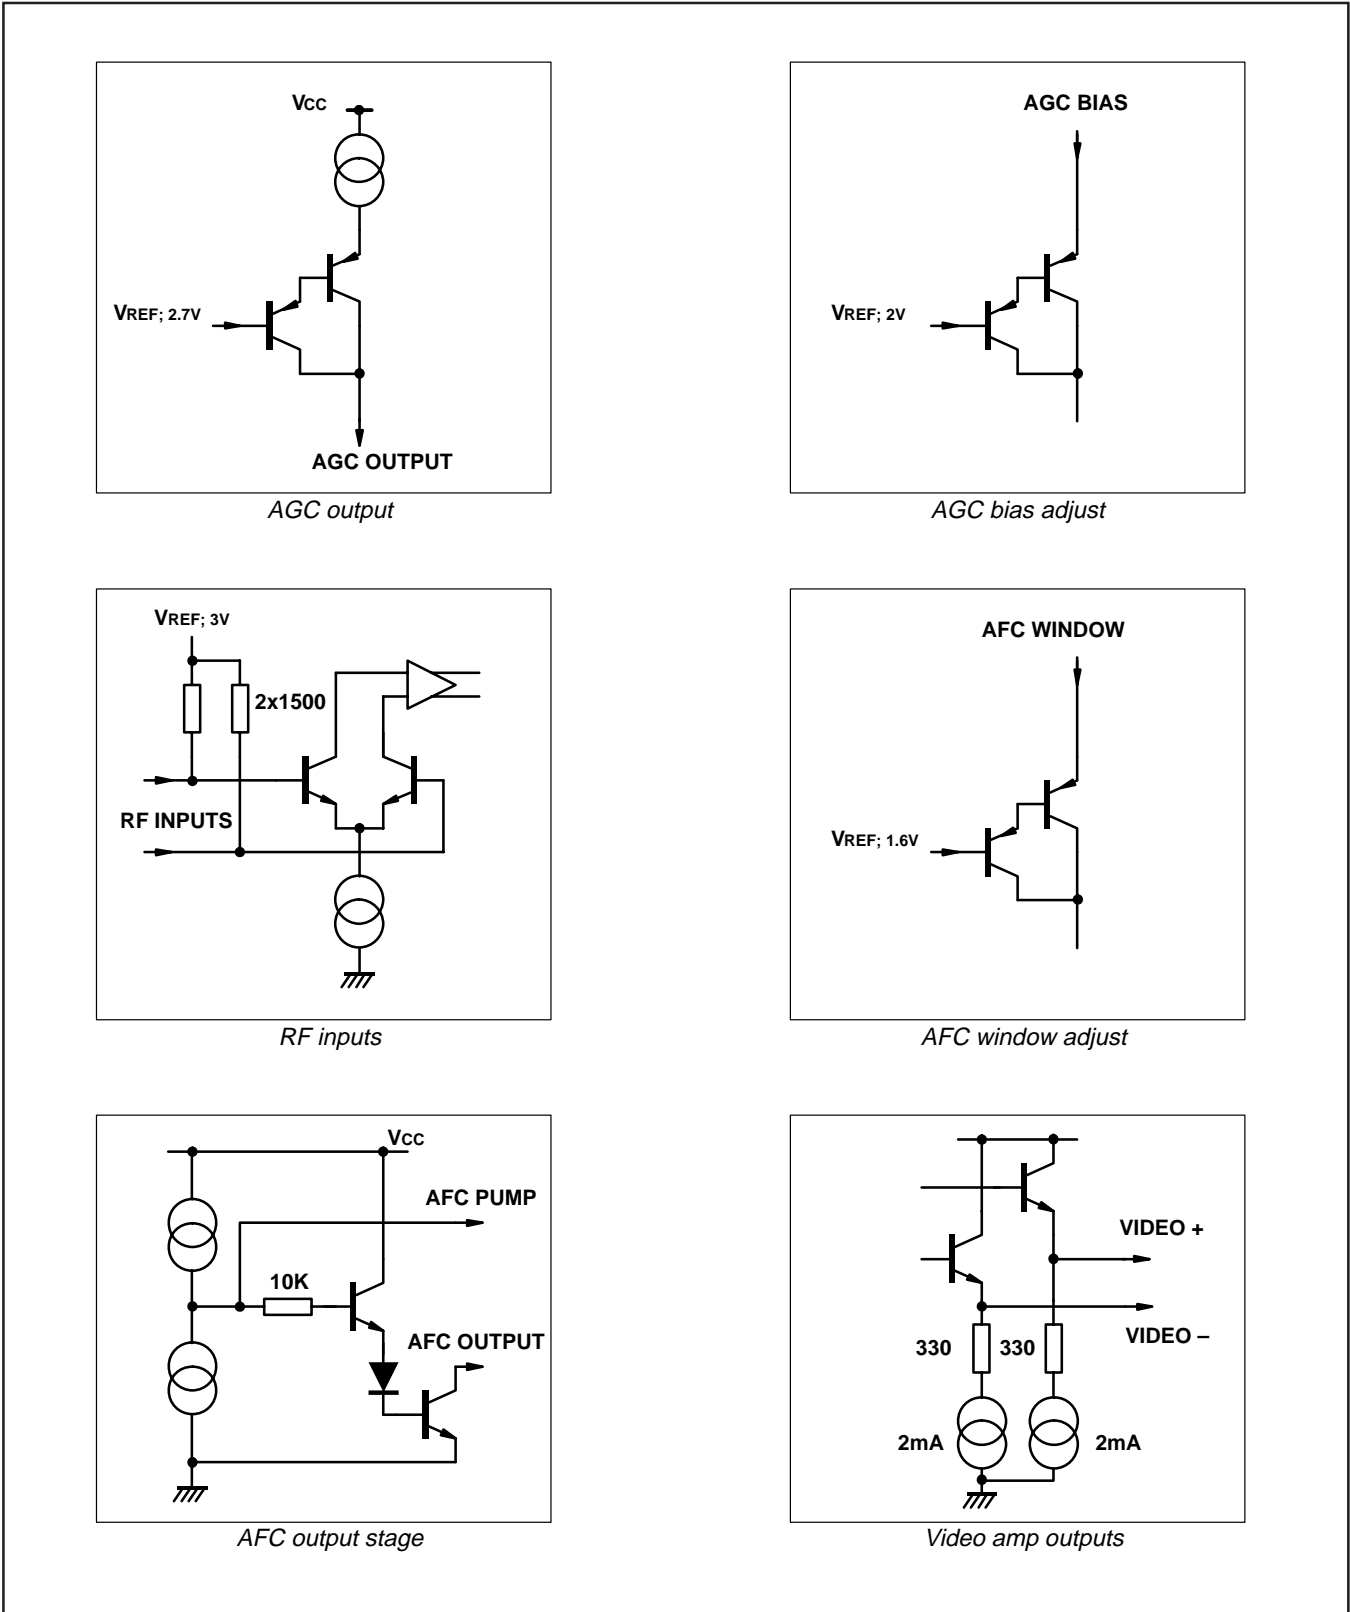 VCC
VREF; 2.7V
AGC OUTPUT
AGC output
AGC BIAS
VREF; 2V
AGC bias adjust
VREF; 3V
2x1500
RF INPUTS
RF inputs
AFC WINDOW
VREF; 1.6V
AFC window adjust
VCC
AFC PUMP
10K
AFC OUTPUT
AFC output stage
VIDEO +
VIDEO –
330 330
2mA 2mA
Video amp outputs